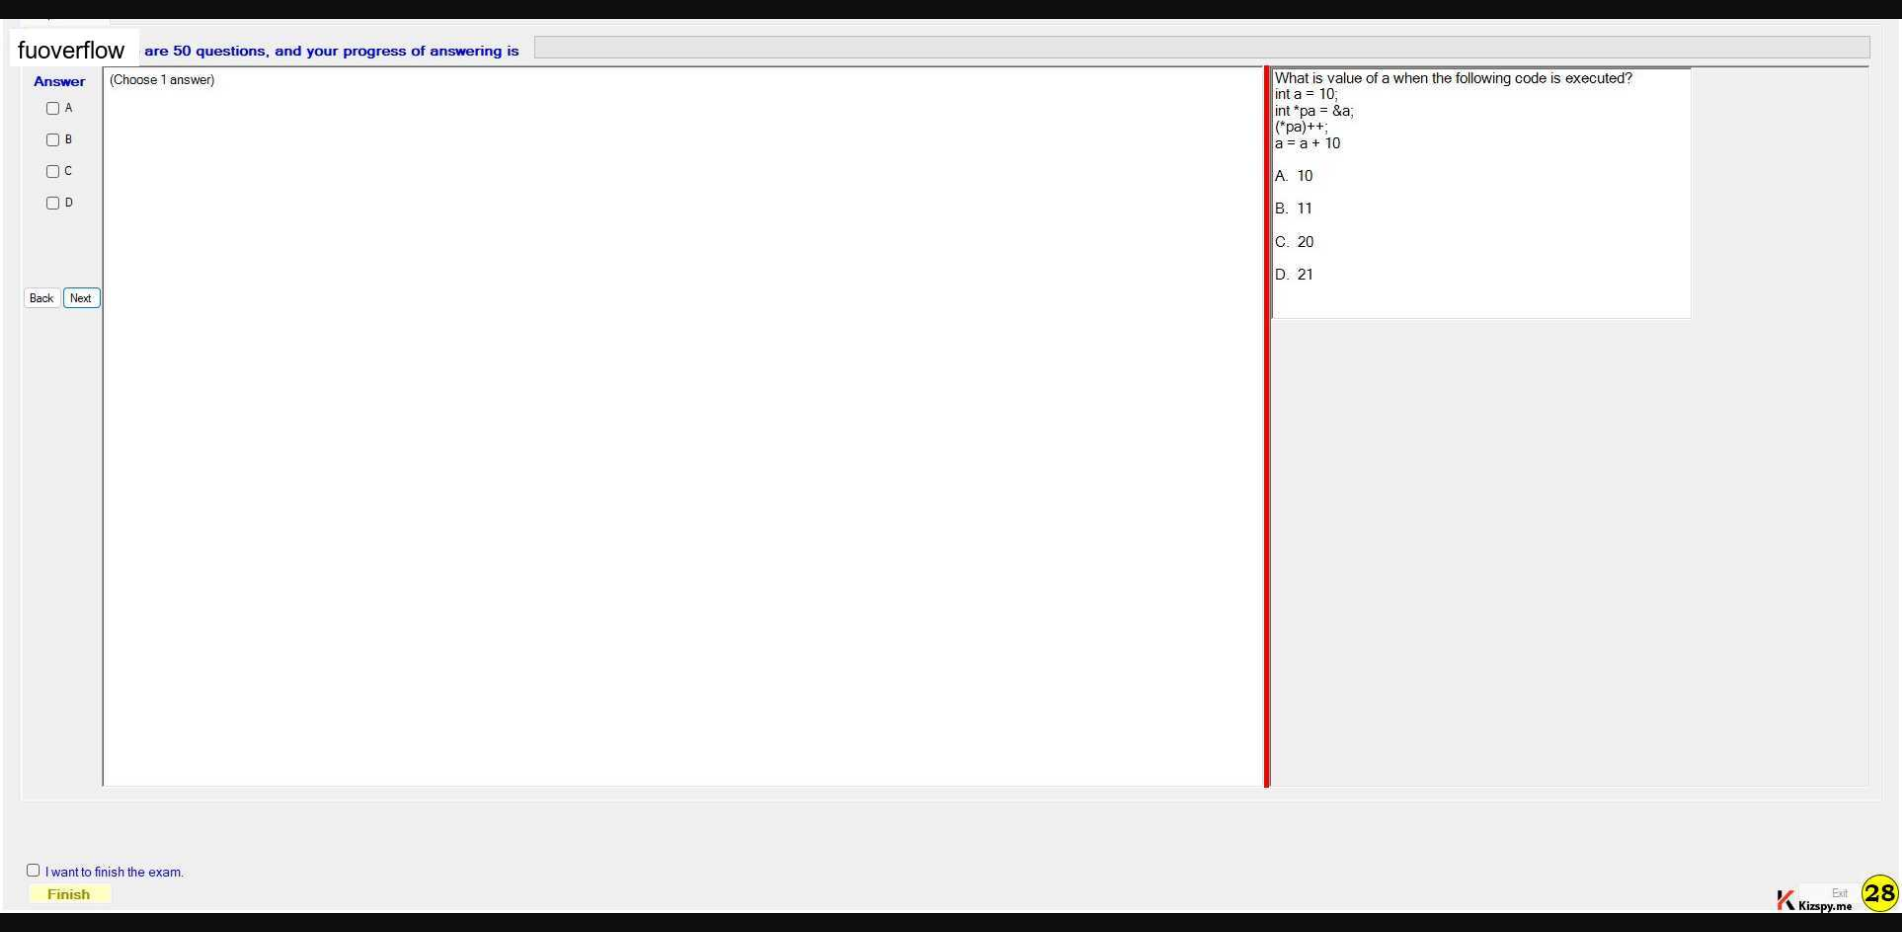 fuoverflow are 50 questions, and your progress of answering is
Answer
(Choose 1 answer)
A
B
C
D
Back Next
What is value of a when the following code is executed?
int a = 10;
int *pa = &a;
(*pa)++;
a = a + 10
A. 10
B. 11
C. 20
D. 21
I want to finish the exam.
Finish
Exit
Kizspy.me
28